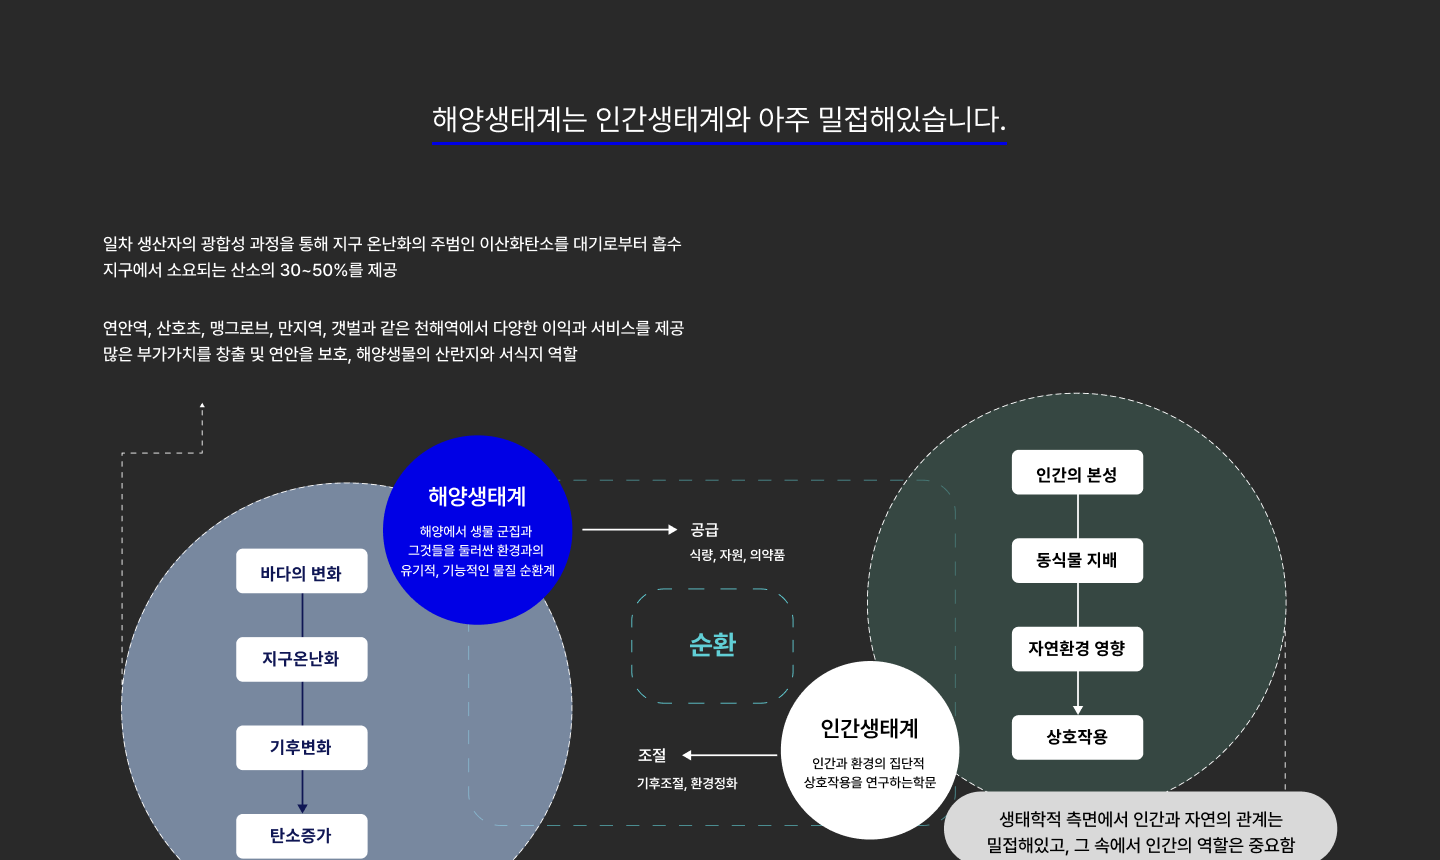 해양생태계는 인간생태계와 아주 밀접해있습니다.
일차 생산자의 광합성 과정을 통해 지구 온난화의 주범인 이산화탄소를 대기로부터 흡수
지구에서 소요되는 산소의 30~50%를 제공
연안역, 산호초, 맹그로브, 만지역, 갯벌과 같은 천해역에서 다양한 이익과 서비스를 제공
많은 부가가치를 창출 및 연안을 보호, 해양생물의 산란지와 서식지 역할
해양생태계
해양에서 생물 군집과
그것들을 둘러싼 환경과의
유기적, 기능적인 물질 순환계
바다의 변화
지구온난화
기후변화
탄소증가
공급
식량, 자원, 의약품
순환
조절
기후조절, 환경정화
인간생태계
인간과 환경의 집단적
상호작용을 연구하는학문
인간의 본성
동식물 지배
자연환경 영향
상호작용
생태학적 측면에서 인간과 자연의 관계는
밀접해있고, 그 속에서 인간의 역할은 중요함